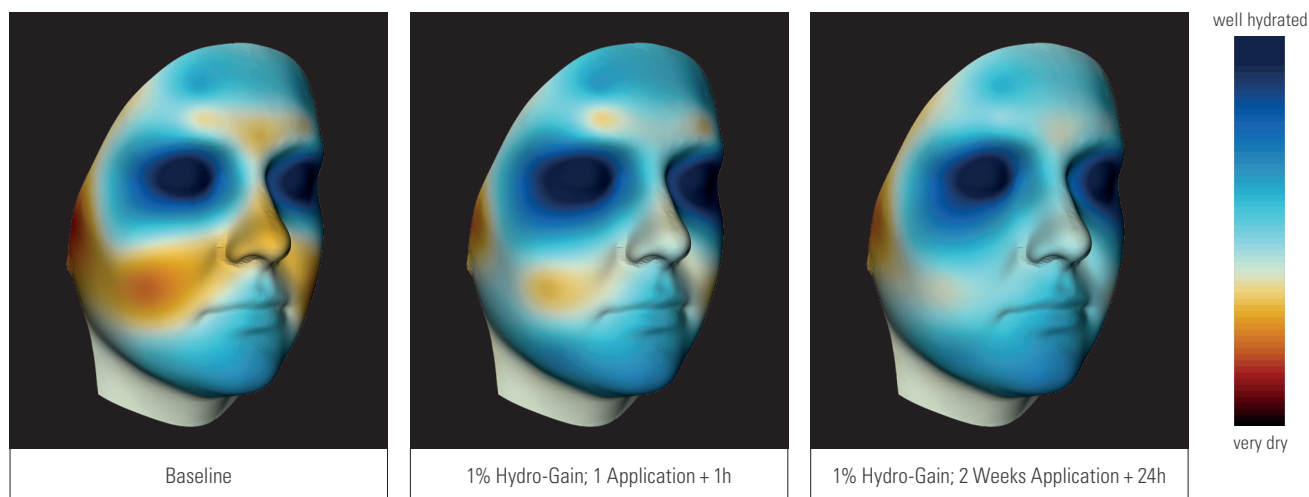 well hydrated
very dry
Baseline
1% Hydro-Gain; 1 Application + 1h
1% Hydro-Gain; 2 Weeks Application + 24h